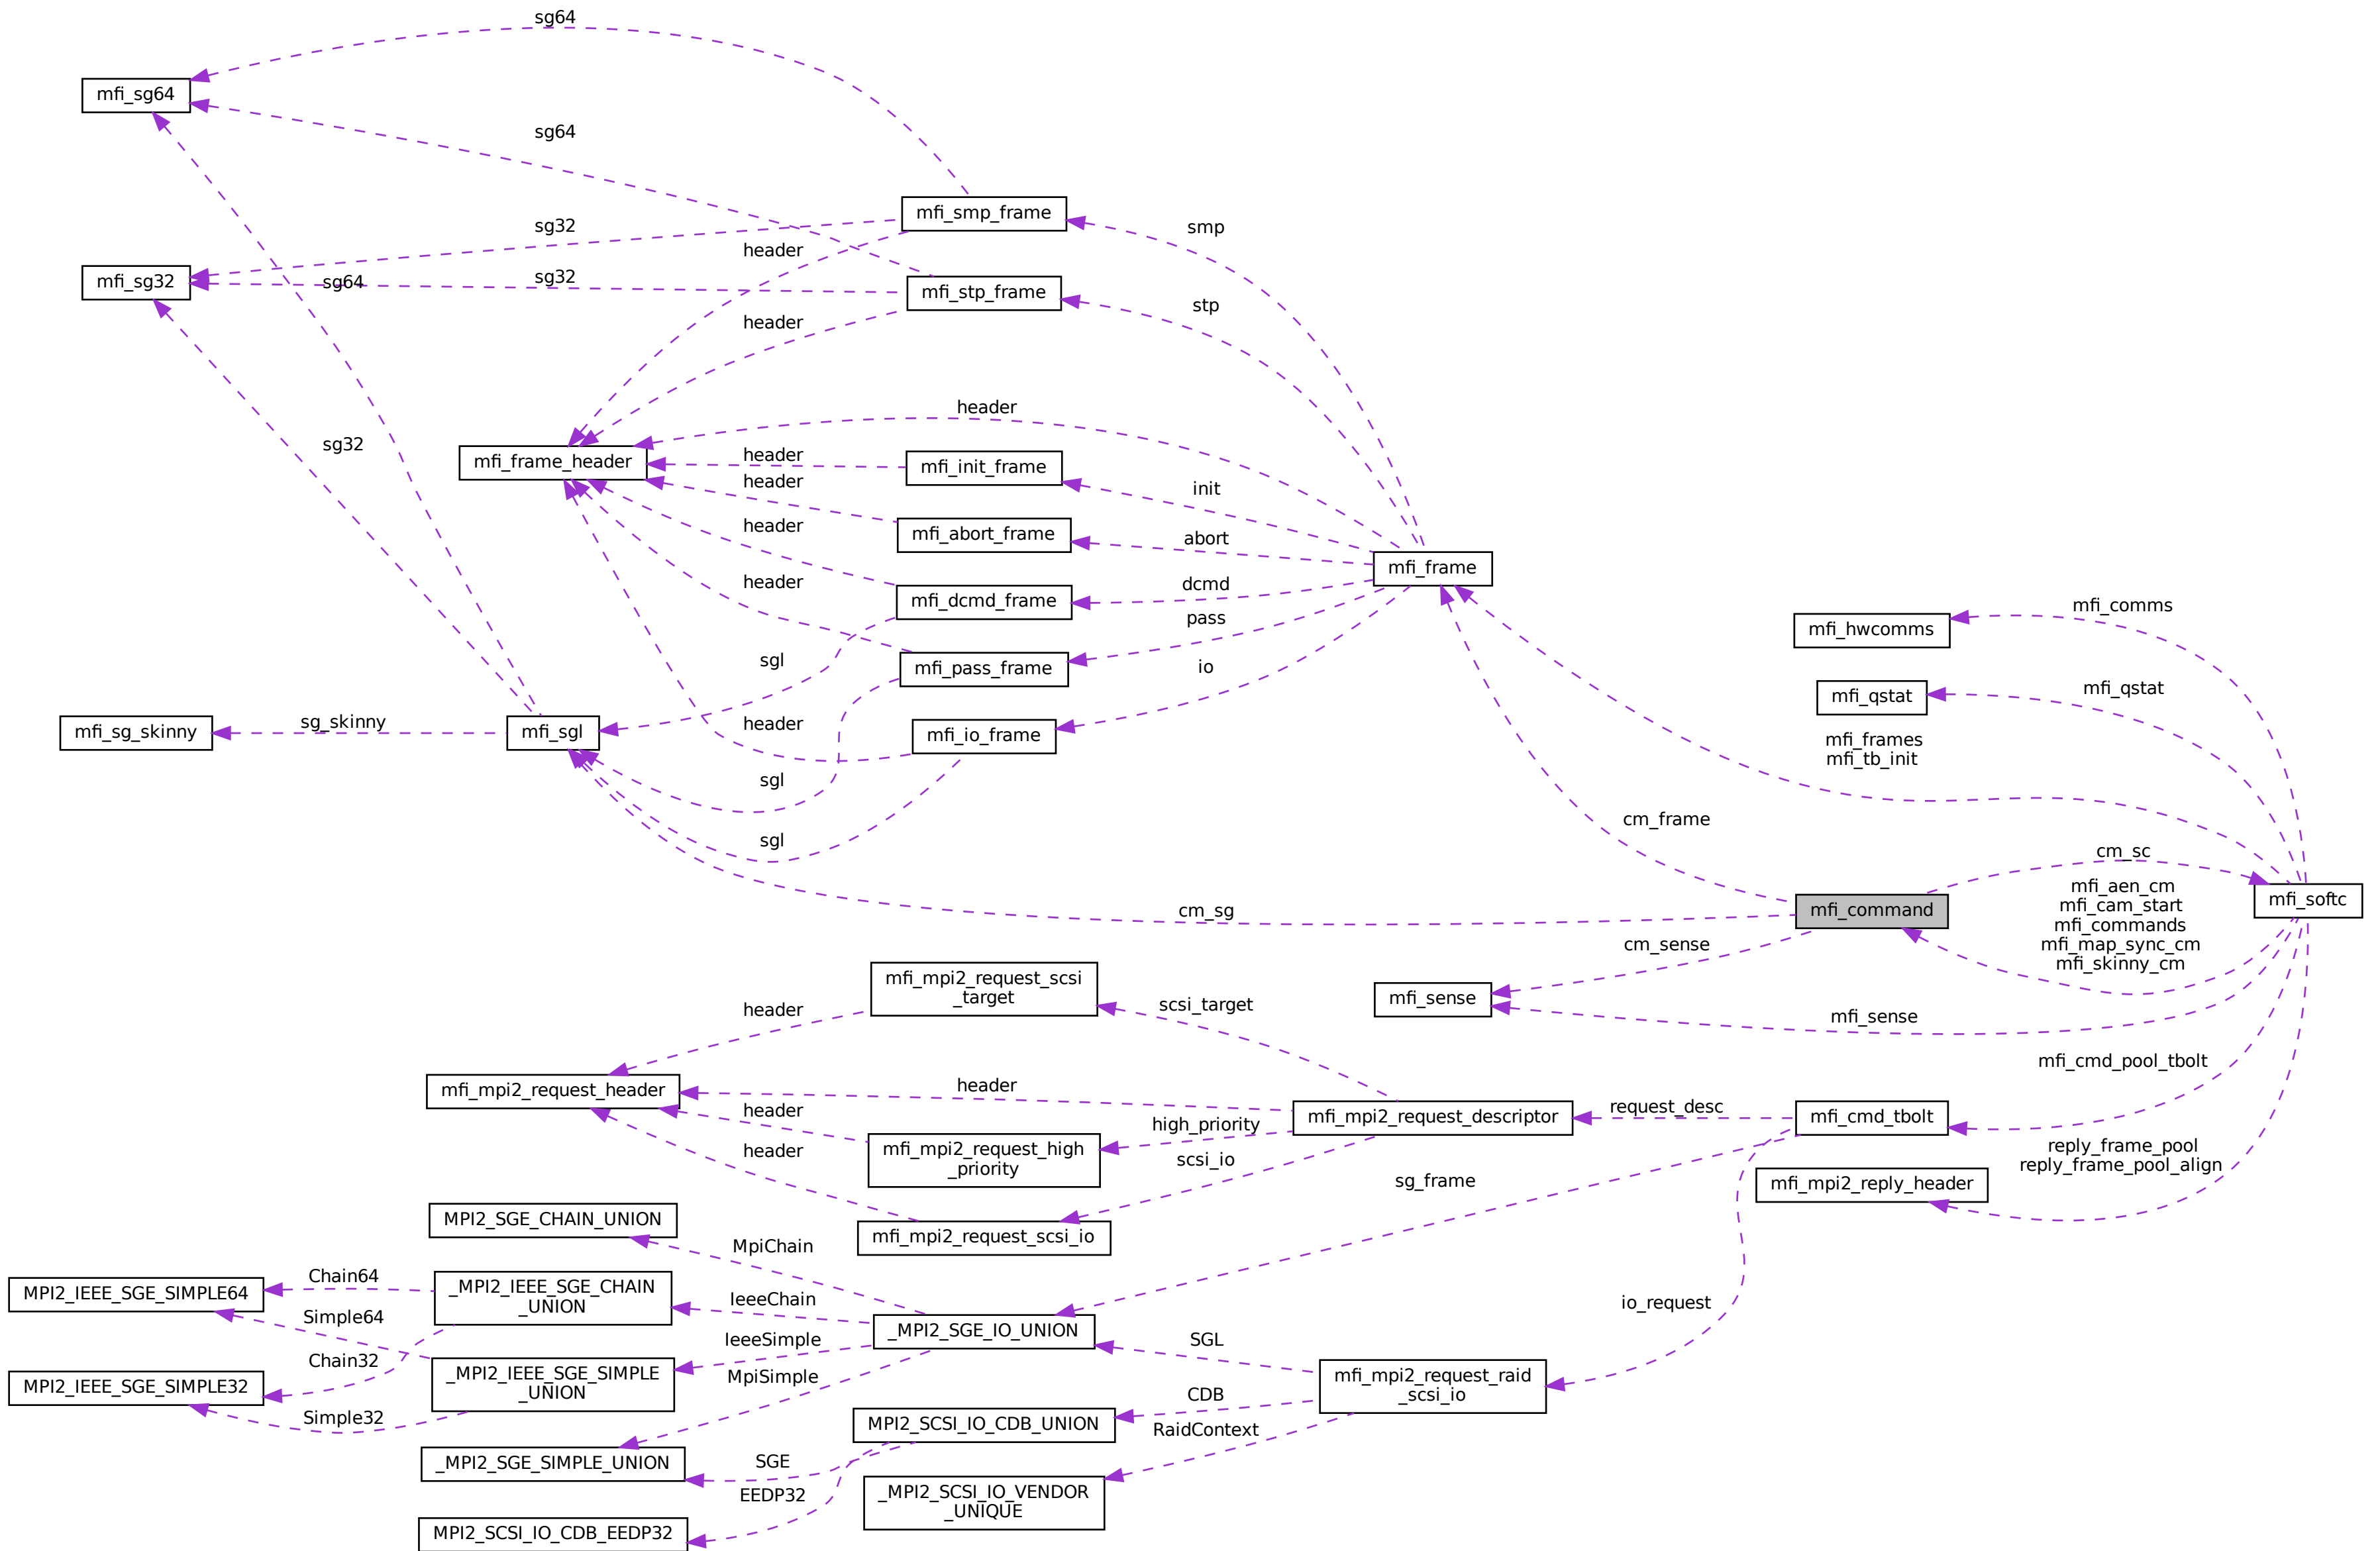 sg64
mfi_sg64
sg64
mfi_smp_frame
sg32
smp
header
mfi_sg32
sg64
sg32
mfi_stp_frame
stp
header
header
sg32
mfi_frame_header
header
mfi_init_frame
header
init
header
mfi_abort_frame
abort
mfi_frame
dcmd
header
mfi_dcmd_frame
mfi_comms
pass
mfi_hwcomms
sgl
mfi_pass_frame
io
mfi_qstat
mfi_qstat
mfi_sg_skinny
sg_skinny
mfi_sgl
header
mfi_io_frame
mfi_frames
mfi_tb_init
sgl
cm_frame
sgl
cm_sc
mfi_aen_cm
mfi_cam_start
mfi_commands
mfi_map_sync_cm
mfi_skinny_cm
mfi_softc
cm_sg
mfi_command
cm_sense
mfi_mpi2_request_scsi
_target
mfi_sense
scsi_target
header
mfi_sense
mfi_cmd_pool_tbolt
mfi_mpi2_request_header
header
header
request_desc
mfi_mpi2_request_descriptor
mfi_cmd_tbolt
high_priority
mfi_mpi2_request_high
_priority
header
scsi_io
reply_frame_pool
reply_frame_pool_align
sg_frame
mfi_mpi2_reply_header
MPI2_SGE_CHAIN_UNION
mfi_mpi2_request_scsi_io
MpiChain
Chain64
MPI2_IEEE_SGE_SIMPLE64
_MPI2_IEEE_SGE_CHAIN
_UNION
IeeeChain
io_request
Simple64
_MPI2_SGE_IO_UNION
IeeeSimple
SGL
Chain32
MPI2_IEEE_SGE_SIMPLE32
_MPI2_IEEE_SGE_SIMPLE
_UNION
MpiSimple
mfi_mpi2_request_raid
_scsi_io
CDB
Simple32
MPI2_SCSI_IO_CDB_UNION
RaidContext
_MPI2_SGE_SIMPLE_UNION
SGE
EEDP32
_MPI2_SCSI_IO_VENDOR
_UNIQUE
MPI2_SCSI_IO_CDB_EEDP32